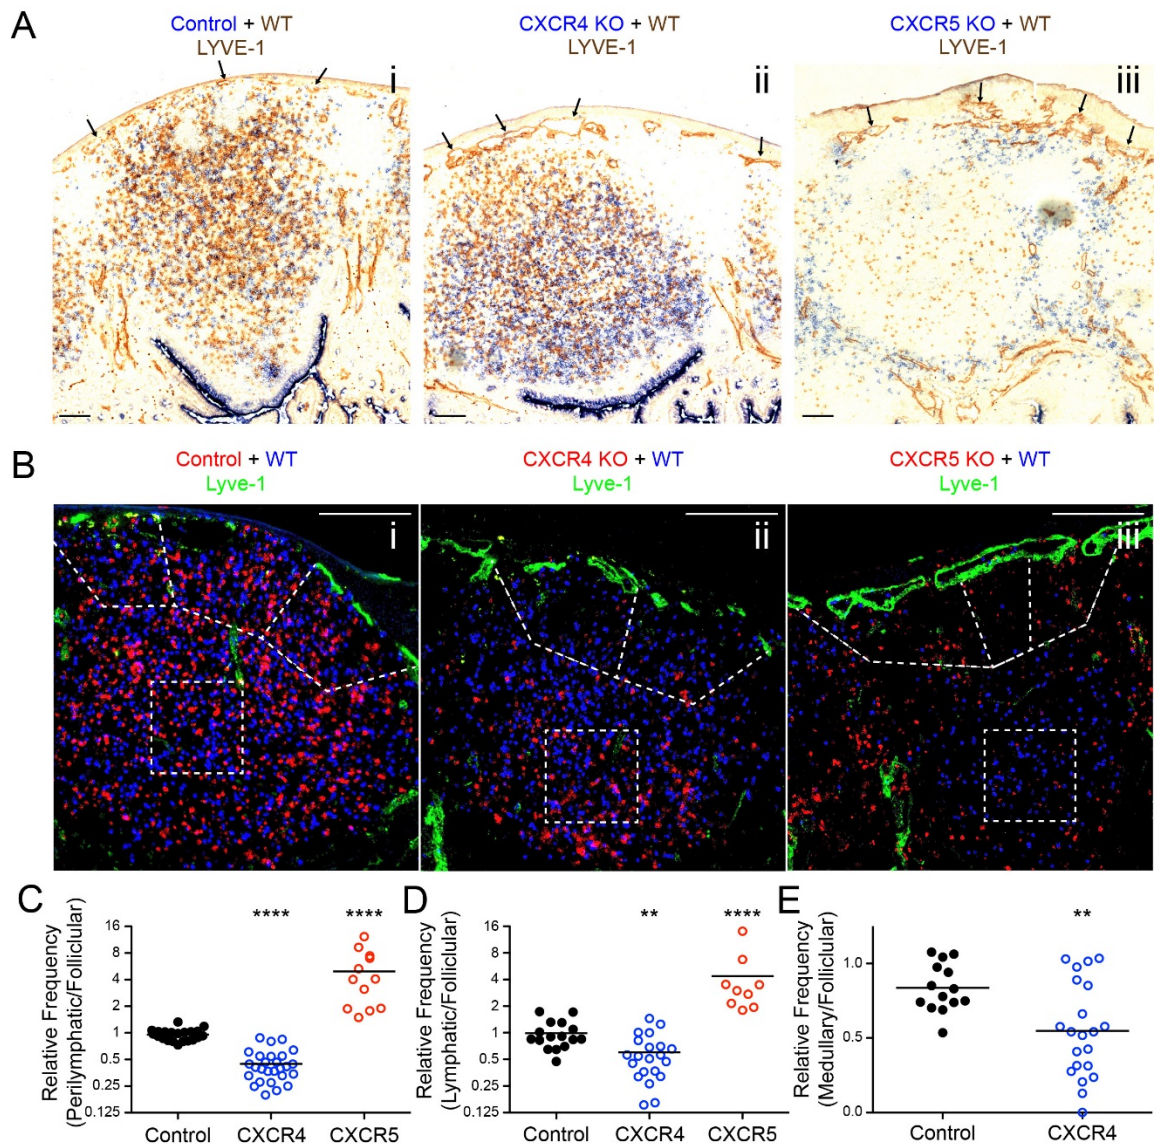 A
Control + WT
LYVE-1
i
CXCR4 KO + WT
LYVE-1
ii
CXCR5 KO + WT
LYVE-1
iii
B
Control + WT
Lyve-1
i
CXCR4 KO + WT
Lyve-1
ii
CXCR5 KO + WT
Lyve-1
iii
C
Relative Frequency
(Perilymphatic/Follicular)
16
8
4
2
1
0.5
0.25
0.125
****
****
Control
CXCR4
CXCR5
D
Relative Frequency
(Lymphatic/Follliclular)
16
8
4
2
1
0.5
0.25
0.125
**
****
Control
CXCR4
CXCR5
E
Relative Frequency
(Medullary/Follicular)
1.0
0.5
0.0
**
Control
CXCR4